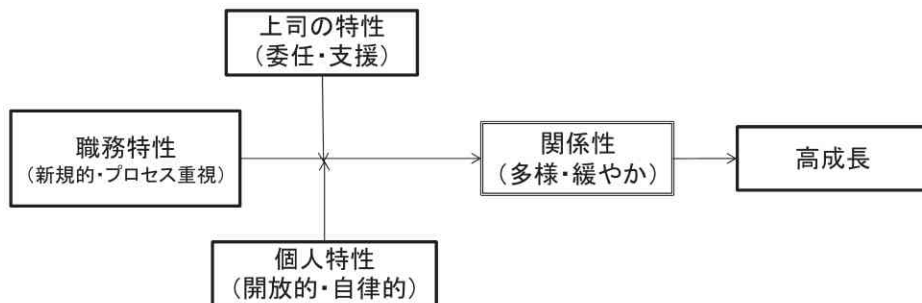 上司の特性
(委任・支援)
職務特性
(新規的・プロセス重視)
関係性
(多様・緩やか)
高成長
個人特性
(開放的・自律的)